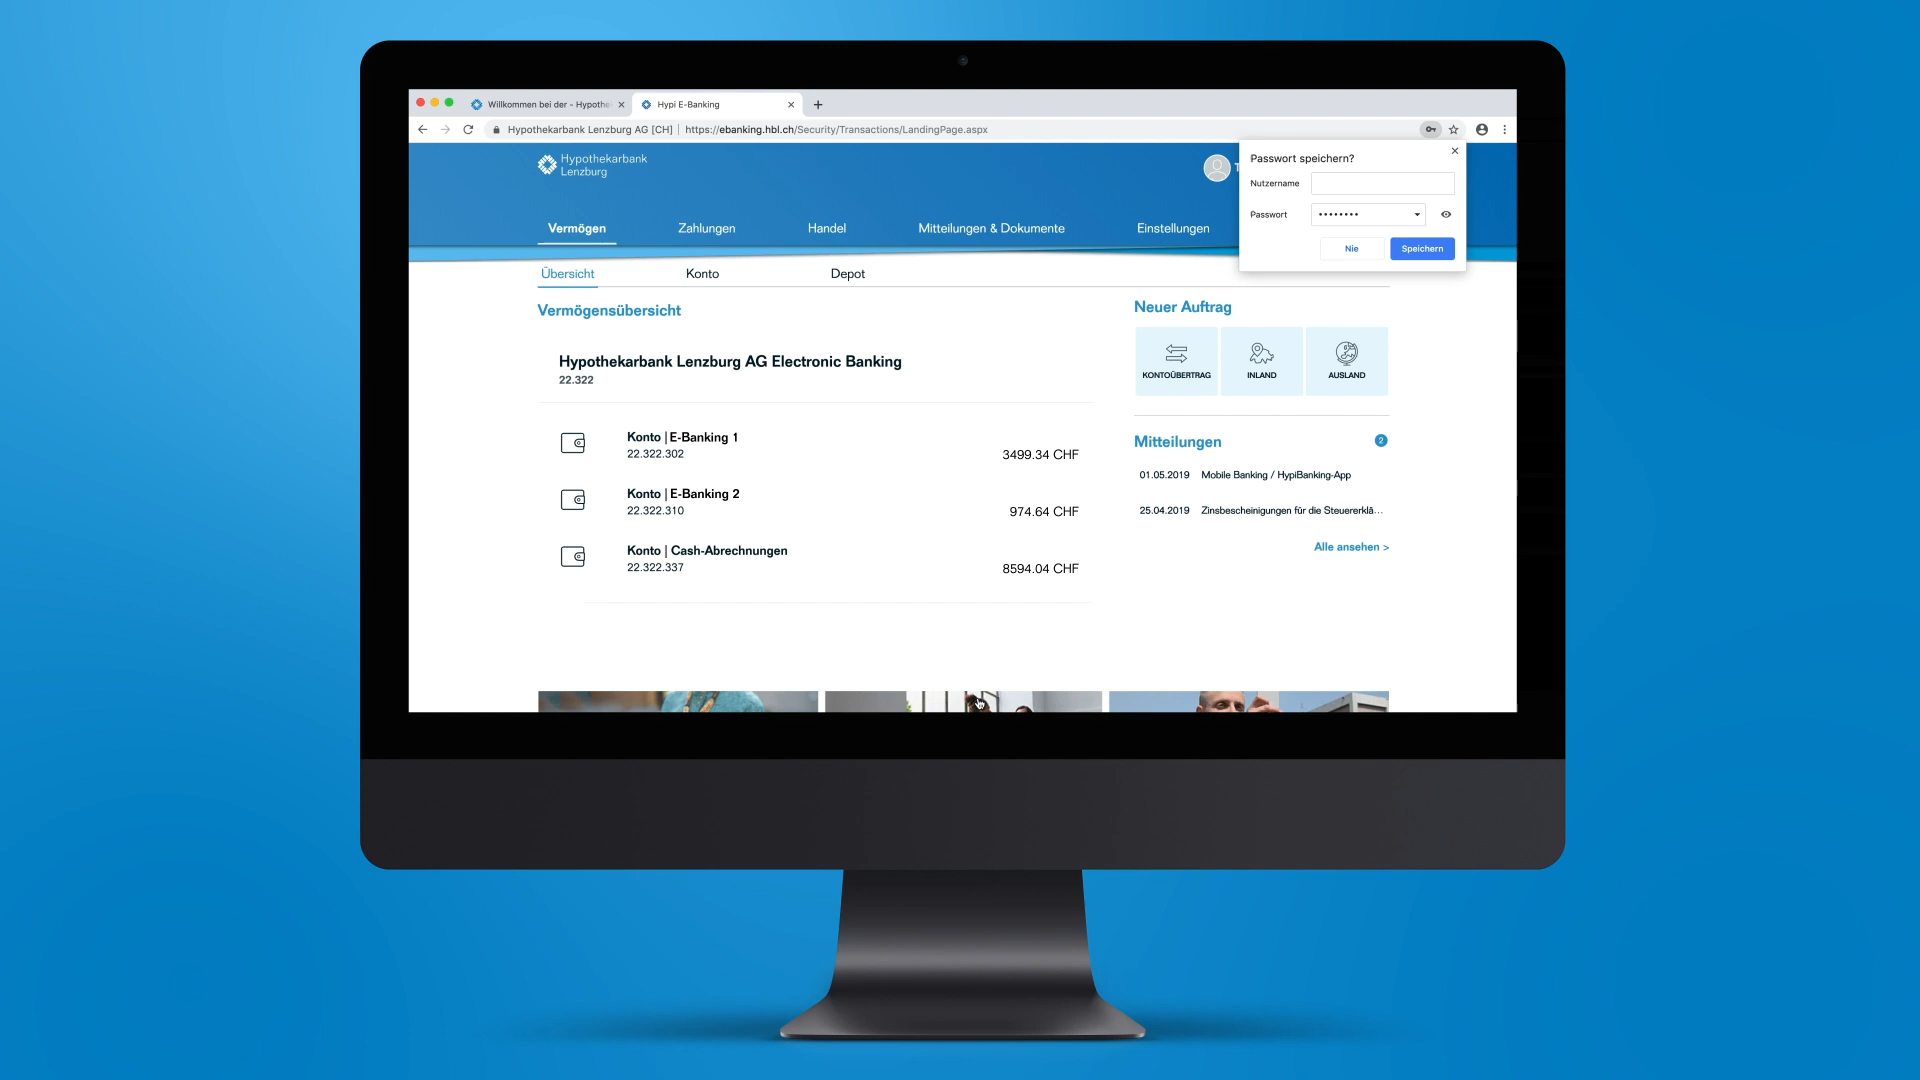 Willkommen bei der - Hypothe
Hypi E-Banking
Hypothekarbank Lenzburg AG [CH] | https://ebanking.hbl.ch/Security/Transactions/LandingPage.aspx
Hypothekarbank
Lenzburg
T
Passwort speichern?
Nutzername
Passwort ••••••••
Nie Speichern
Vermögen Zahlungen Handel Mitteilungen & Dokumente Einstellungen
Übersicht Konto Depot
Vermögensübersicht
Hypothekarbank Lenzburg AG Electronic Banking
22.322
Konto | E-Banking 1
22.322.302
3499.34 CHF
Konto | E-Banking 2
22.322.310
974.64 CHF
Konto | Cash-Abrechnungen
22.322.337
8594.04 CHF
Neuer Auftrag
KONTOÜBERTRAG INLAND AUSLAND
Mitteilungen 2
01.05.2019 Mobile Banking / HypiBanking-App
25.04.2019 Zinsbescheinigungen für die Steuererklä...
Alle ansehen >